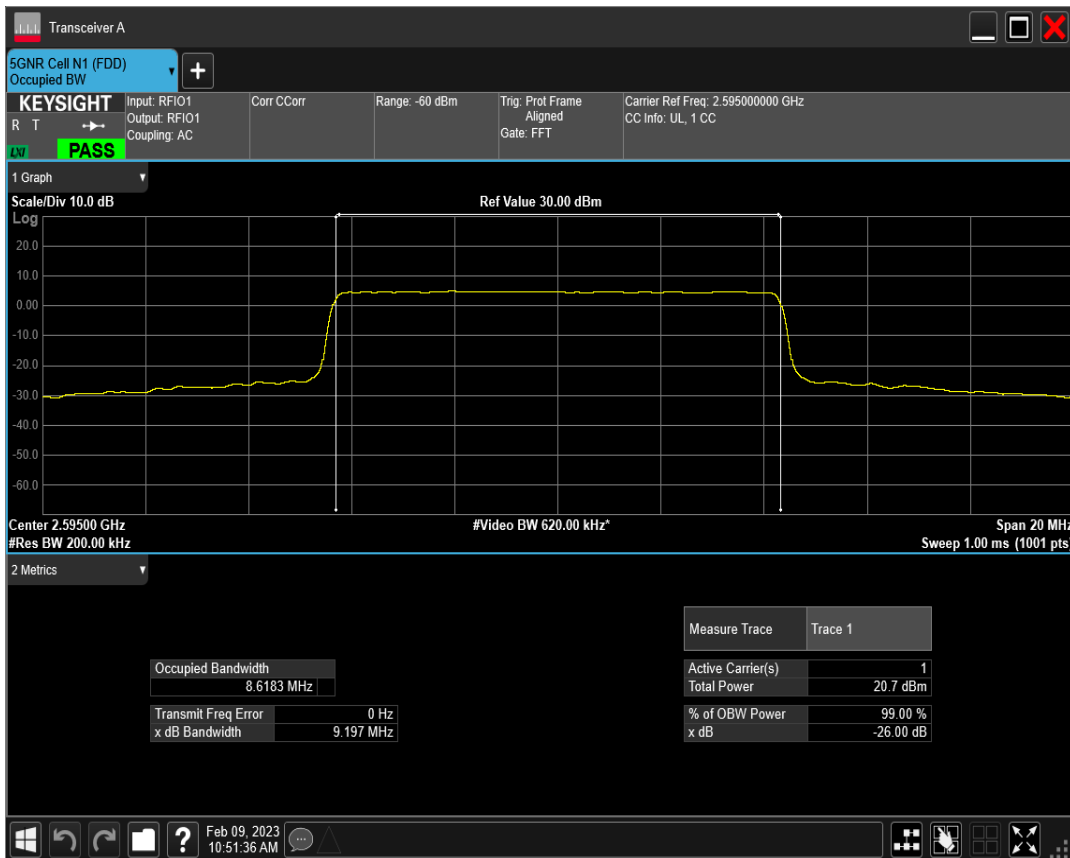 Transceiver A
5GNR Cell N1 (FDD)
Occupied BW
+
KEYSIGHT
R T
LXI
PASS
Input: RFIO1
Output: RFIO1
Coupling: AC
Corr CCorr
Range: -60 dBm
Trig: Prot Frame
Aligned
Gate: FFT
Carrier Ref Freq: 2.595000000 GHz
CC Info: UL, 1 CC
1 Graph
Scale/Div 10.0 dB
Ref Value 30.00 dBm
Log
20.0
10.0
0.00
-10.0
-20.0
-30.0
-40.0
-50.0
-60.0
Center 2.59500 GHz
#Video BW 620.00 kHz*
Span 20 MHz
#Res BW 200.00 kHz
Sweep 1.00 ms (1001 pts)
2 Metrics
Measure Trace Trace 1
Occupied Bandwidth
8.6183 MHz
Active Carrier(s) 1
Total Power 20.7 dBm
Transmit Freq Error 0 Hz
x dB Bandwidth 9.197 MHz
% of OBW Power 99.00 %
x dB -26.00 dB
?
Feb 09, 2023
10:51:36 AM